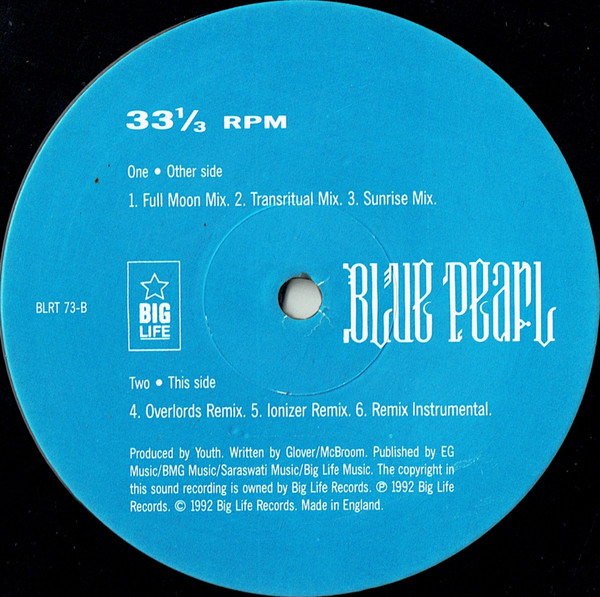 33⅓ RPM
One • Other side
1. Full Moon Mix. 2. Transritual Mix. 3. Sunrise Mix.
BLRT 73-B
BIG
LIFE
BLUE PEARL
Two • This side
4. Overlords Remix. 5. Ionizer Remix. 6. Remix Instrumental.
Produced by Youth. Written by Glover/McBroom. Published by EG
Music/BMG Music/Saraswati Music/Big Life Music. The copyright in
this sound recording is owned by Big Life Records. ℗ 1992 Big Life
Records. © 1992 Big Life Records. Made in England.